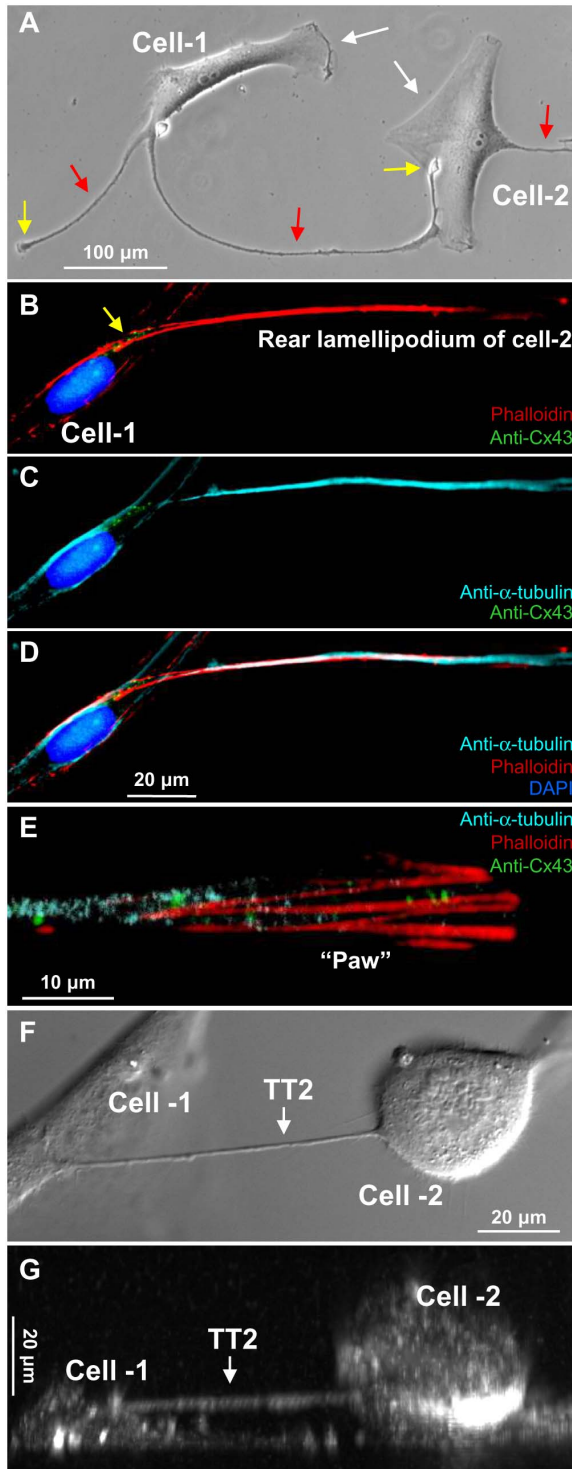 A
Cell-1
Cell-2
100 µm
B
Rear lamellipodium of cell-2
Cell-1
Phalloidin
Anti-Cx43
C
Anti-α-tubulin
Anti-Cx43
D
Anti-α-tubulin
Phalloidin
20 µm
DAPI
E
Anti-α-tubulin
Phalloidin
Anti-Cx43
“Paw”
10 µm
F
TT2
Cell -1
Cell -2
20 µm
G
Cell -2
20 µm
TT2
Cell -1